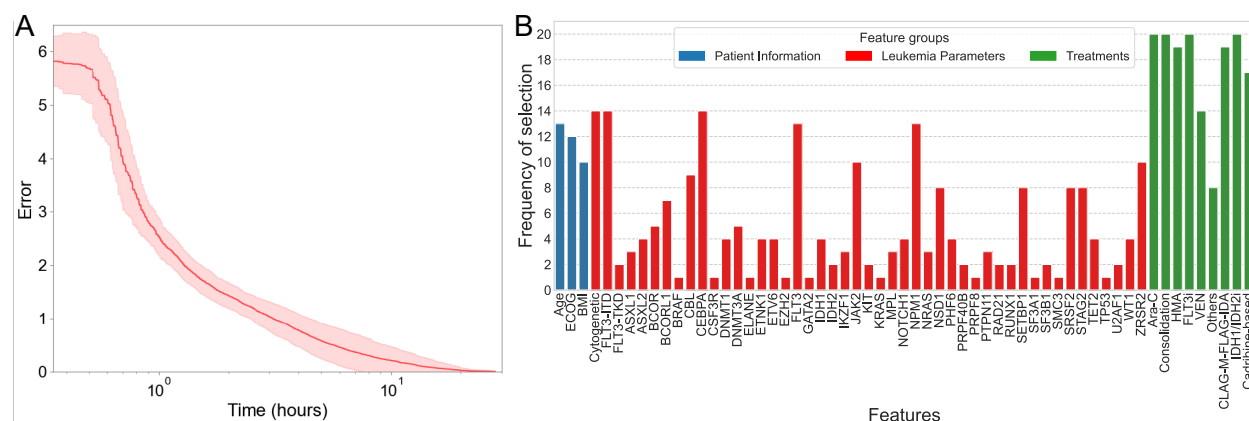 A
6
5
4
3
2
1
0
Error
10⁰
10¹
Time (hours)
B
20
18
16
14
12
10
8
6
4
2
0
Frequency of selection
Feature groups
Patient Information
Leukemia Parameters
Treatments
Age
ECOG
BMI
Cytogenetic
FLT3-ITD
FLT3-TKD
ASXL1
ASXL2
BCOR
BCORL1
BRAF
CBL
CEBPA
CSF3R
DNMT1
DNMT3A
ELANE
ETNK1
ETV6
EZH2
FLT3
GATA2
IDH1
IDH2
IKZF1
JAK2
KIT
KRAS
MPL
NOTCH1
NPM1
NRAS
NSD1
PHF6
PRPF40B
PRPF8
PTPN11
RAD21
RUNX1
SETBP1
SF3A1
SF3B1
SMC3
SRSF2
STAG2
TET2
TP53
U2AF1
WT1
ZRSR2
Ara-C
Consolidation
HMA
FLT3i
VEN
Others
CLAG-M-FLAG-IDA
IDH1/IDH2i
Cadribine-based
Features